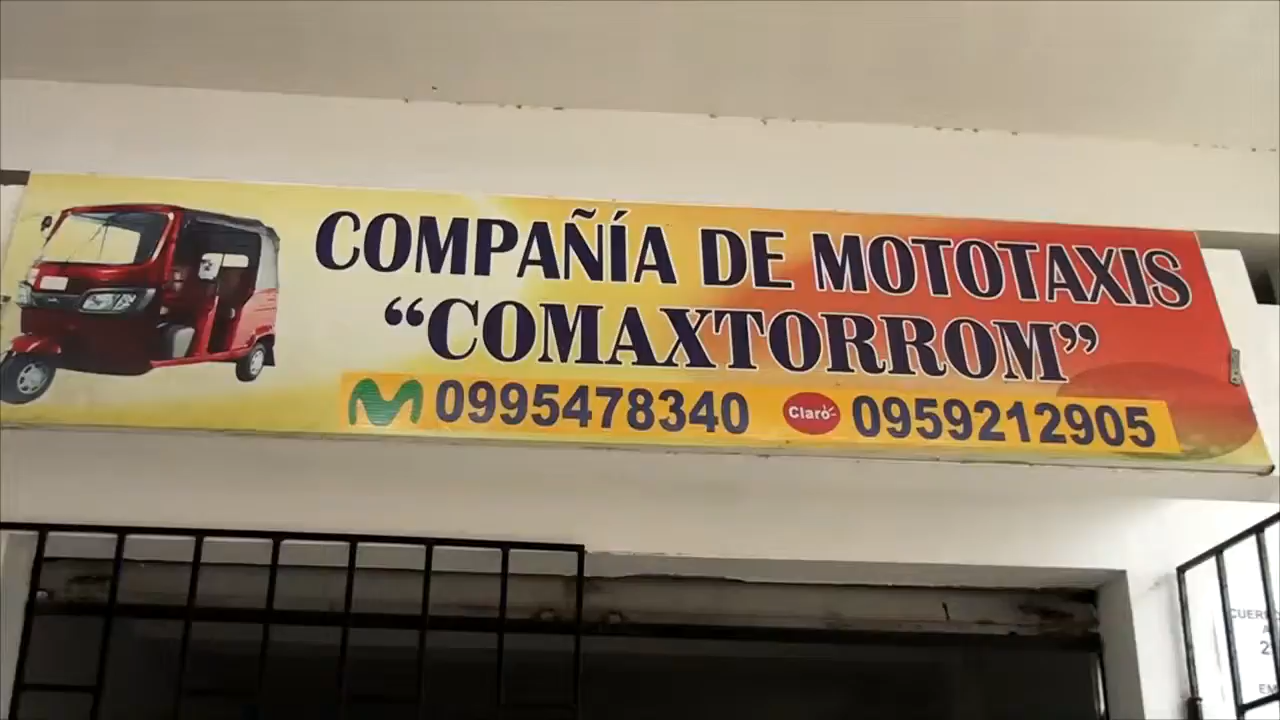 COMPAÑÍA DE MOTOTAXIS
“COMAXTORROM”
0995478340 Claro 0959212905